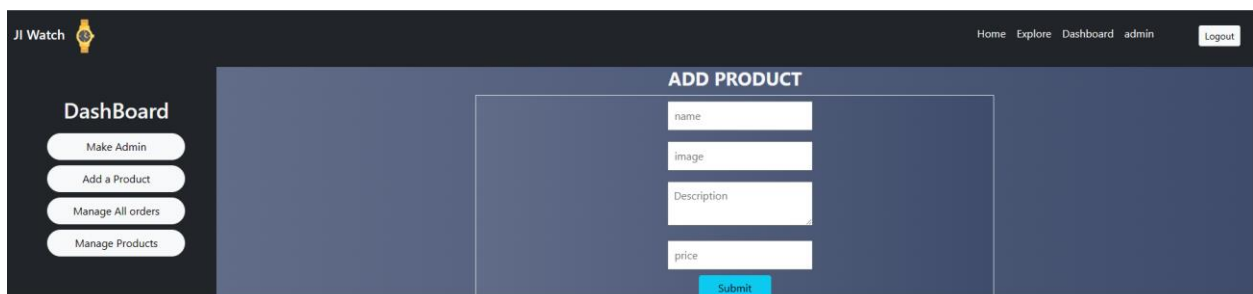 JI Watch
Home Explore Dashboard admin Logout
DashBoard
Make Admin
Add a Product
Manage All orders
Manage Products
ADD PRODUCT
name
image
Description
price
Submit